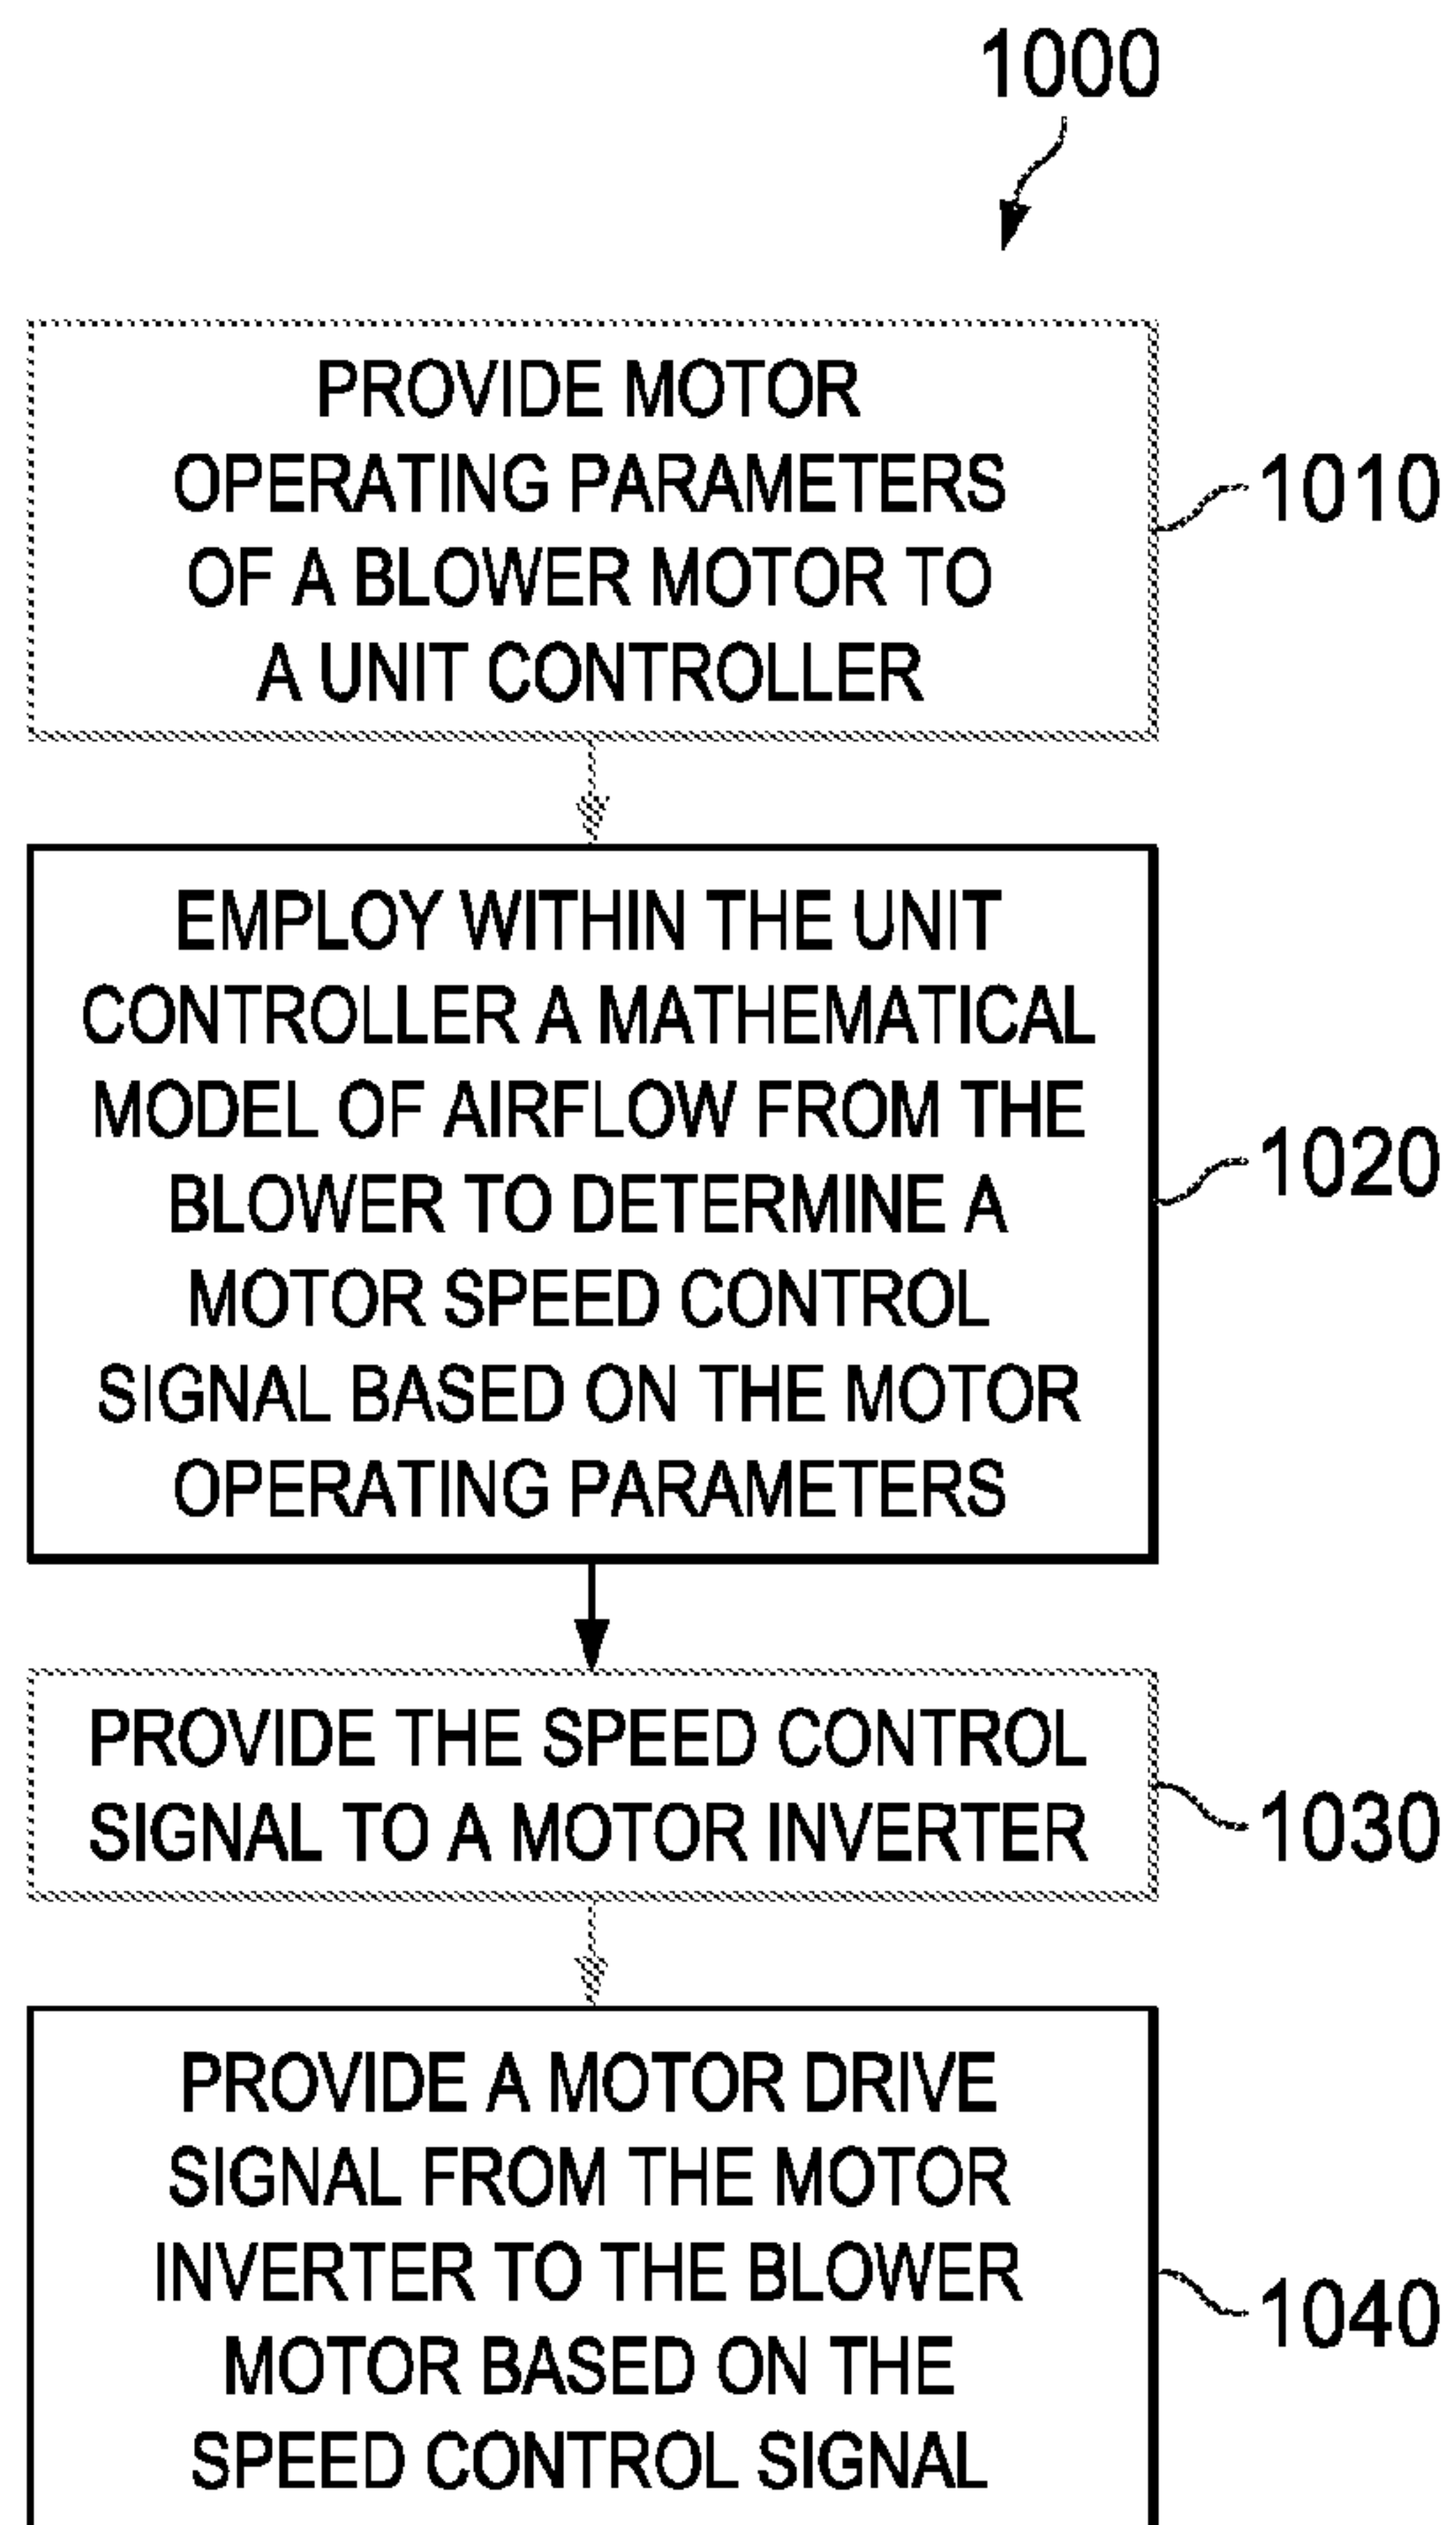 1000
PROVIDE MOTOR
OPERATING PARAMETERS
OF A BLOWER MOTOR TO
A UNIT CONTROLLER
1010
EMPLOY WITHIN THE UNIT
CONTROLLER A MATHEMATICAL
MODEL OF AIRFLOW FROM THE
BLOWER TO DETERMINE A
MOTOR SPEED CONTROL
SIGNAL BASED ON THE MOTOR
OPERATING PARAMETERS
1020
PROVIDE THE SPEED CONTROL
SIGNAL TO A MOTOR INVERTER
1030
PROVIDE A MOTOR DRIVE
SIGNAL FROM THE MOTOR
INVERTER TO THE BLOWER
MOTOR BASED ON THE
SPEED CONTROL SIGNAL
1040